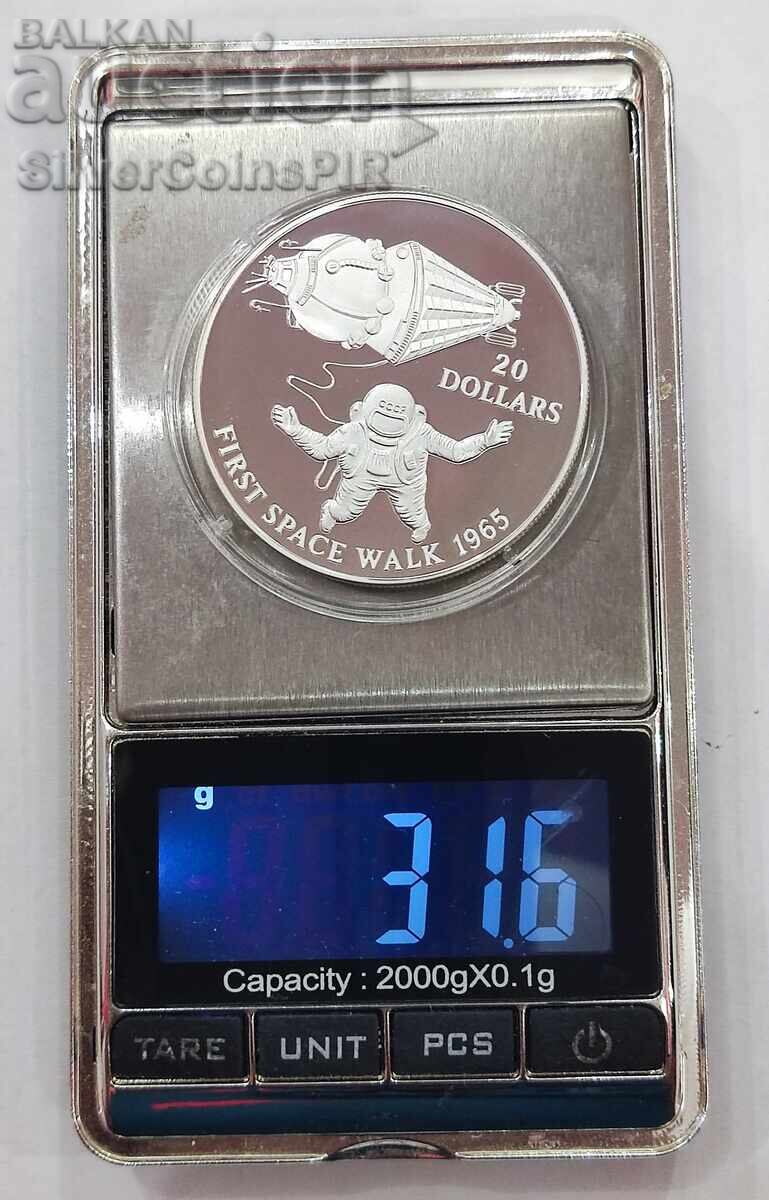 BALKAN
auction
SilverCoinsPIR
20
DOLLARS
CCCP
FIRST SPACE WALK 1965
g
31.6
Capacity : 2000gX0.1g
TARE UNIT PCS